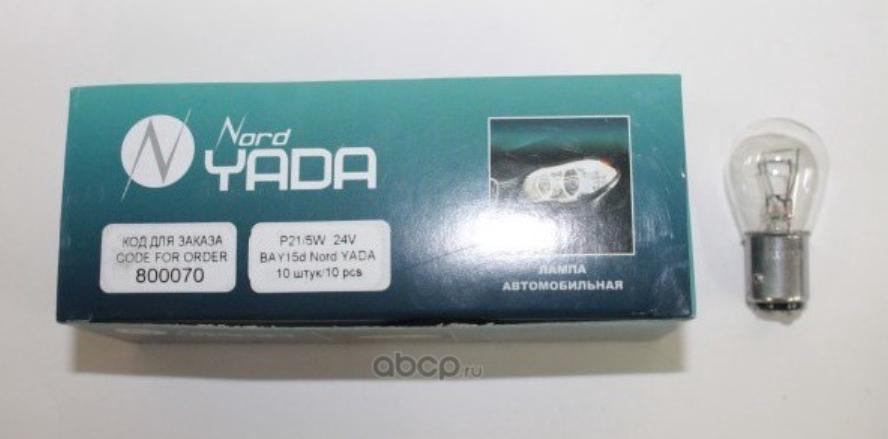 Nord
YADA
КОД ДЛЯ ЗАКАЗА
CODE FOR ORDER
800070
P21/5W 24V
BAY15d Nord YADA
10 штук/10 pcs
ЛАМПА
АВТОМОБИЛЬНАЯ
abcp.ru